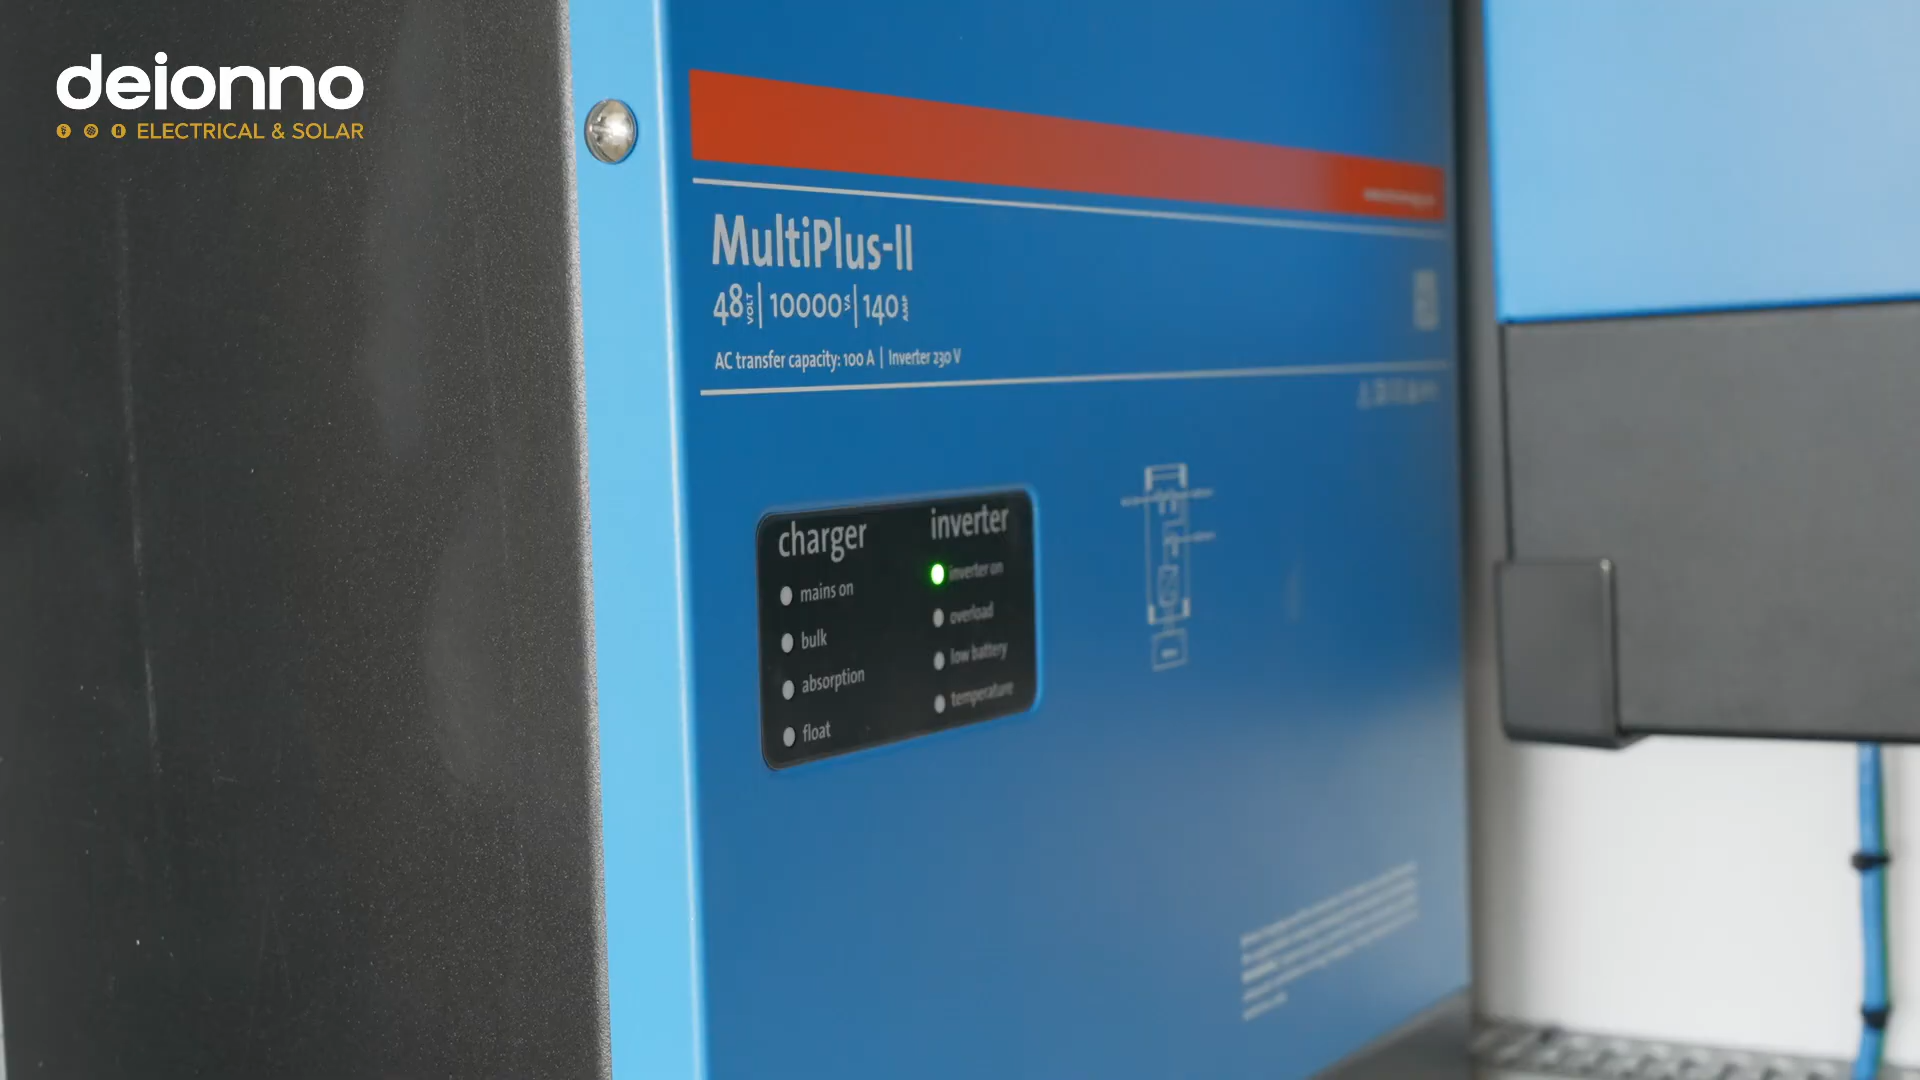 deionno
ELECTRICAL & SOLAR
MultiPlus-II
48 VOLT | 10000 VA | 140 AMP
AC transfer capacity: 100 A | Inverter 230 V
charger
mains on
bulk
absorption
float
inverter
inverter on
overload
low battery
temperature